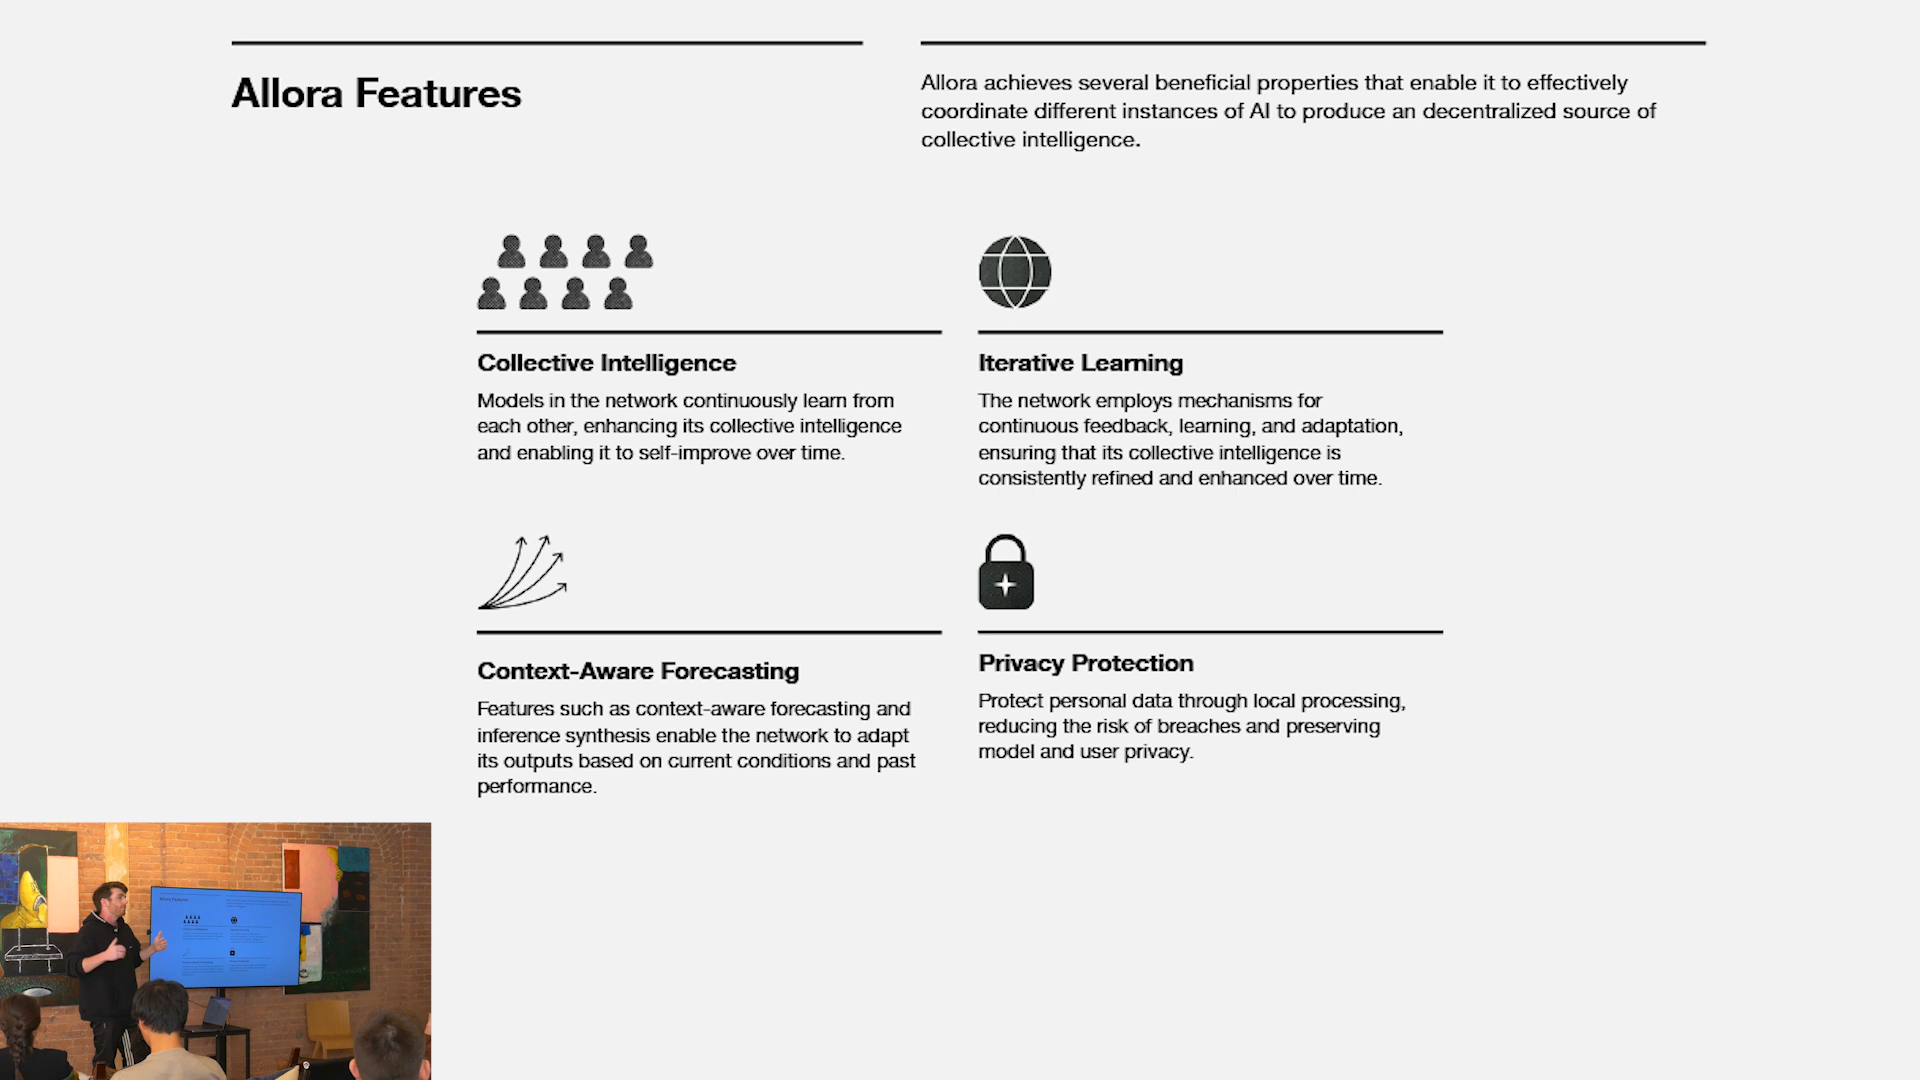 Allora Features
Allora achieves several beneficial properties that enable it to effectively
coordinate different instances of AI to produce an decentralized source of
collective intelligence.
Collective Intelligence
Models in the network continuously learn from
each other, enhancing its collective intelligence
and enabling it to self-improve over time.
Iterative Learning
The network employs mechanisms for
continuous feedback, learning, and adaptation,
ensuring that its collective intelligence is
consistently refined and enhanced over time.
Context-Aware Forecasting
Features such as context-aware forecasting and
inference synthesis enable the network to adapt
its outputs based on current conditions and past
performance.
Privacy Protection
Protect personal data through local processing,
reducing the risk of breaches and preserving
model and user privacy.